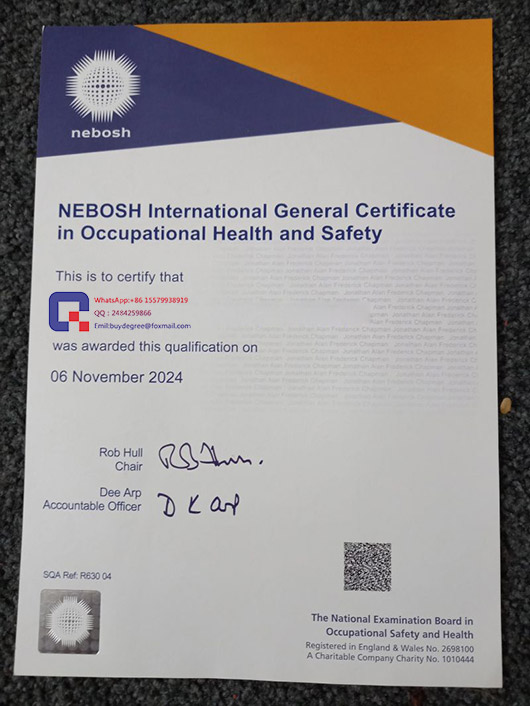 nebosh
NEBOSH International General Certificate
in Occupational Health and Safety
This is to certify that
WhatsApp:+86 15579938919
QQ : 2484259866
Emil:buydegree@foxmail.com
was awarded this qualification on
06 November 2024
Rob Hull
Chair
Dee Arp
Accountable Officer
D K Arp
SQA Ref: R630 04
The National Examination Board in
Occupational Safety and Health
Registered in England & Wales No. 2698100
A Charitable Company Charity No. 1010444